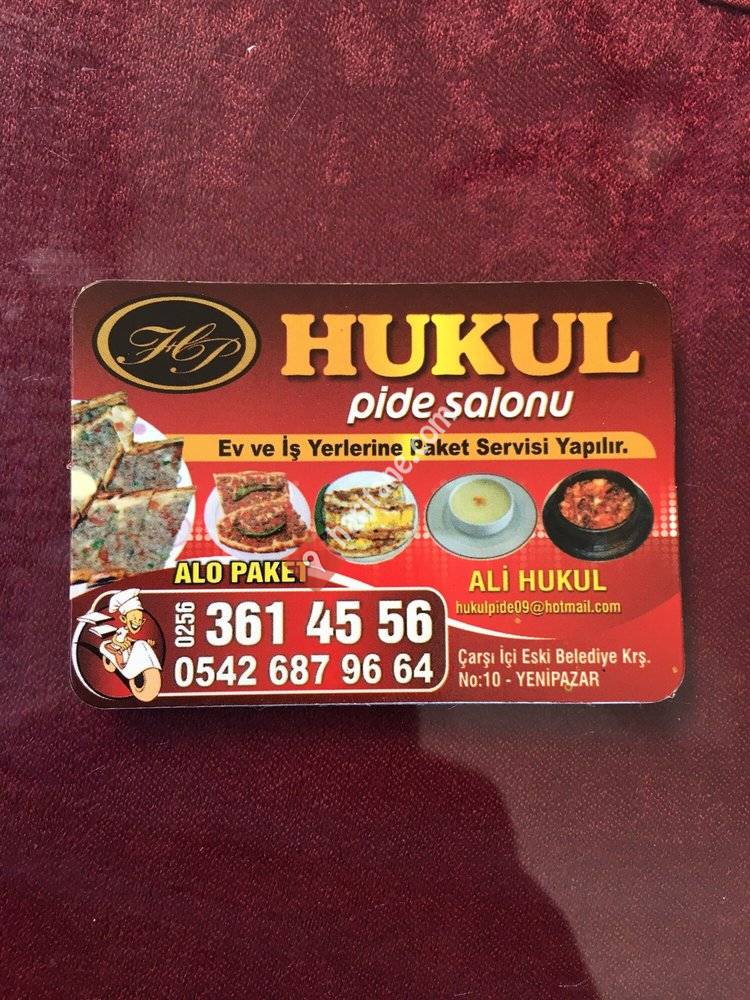 HP
HUKUL
pide salonu
Ev ve İş Yerlerine Paket Servisi Yapılır.
ALO PAKET
ALİ HUKUL
hukulpide09@hotmail.com
0256 361 45 56
0542 687 96 64
Çarşı İçi Eski Belediye Krş.
No:10 - YENİPAZAR